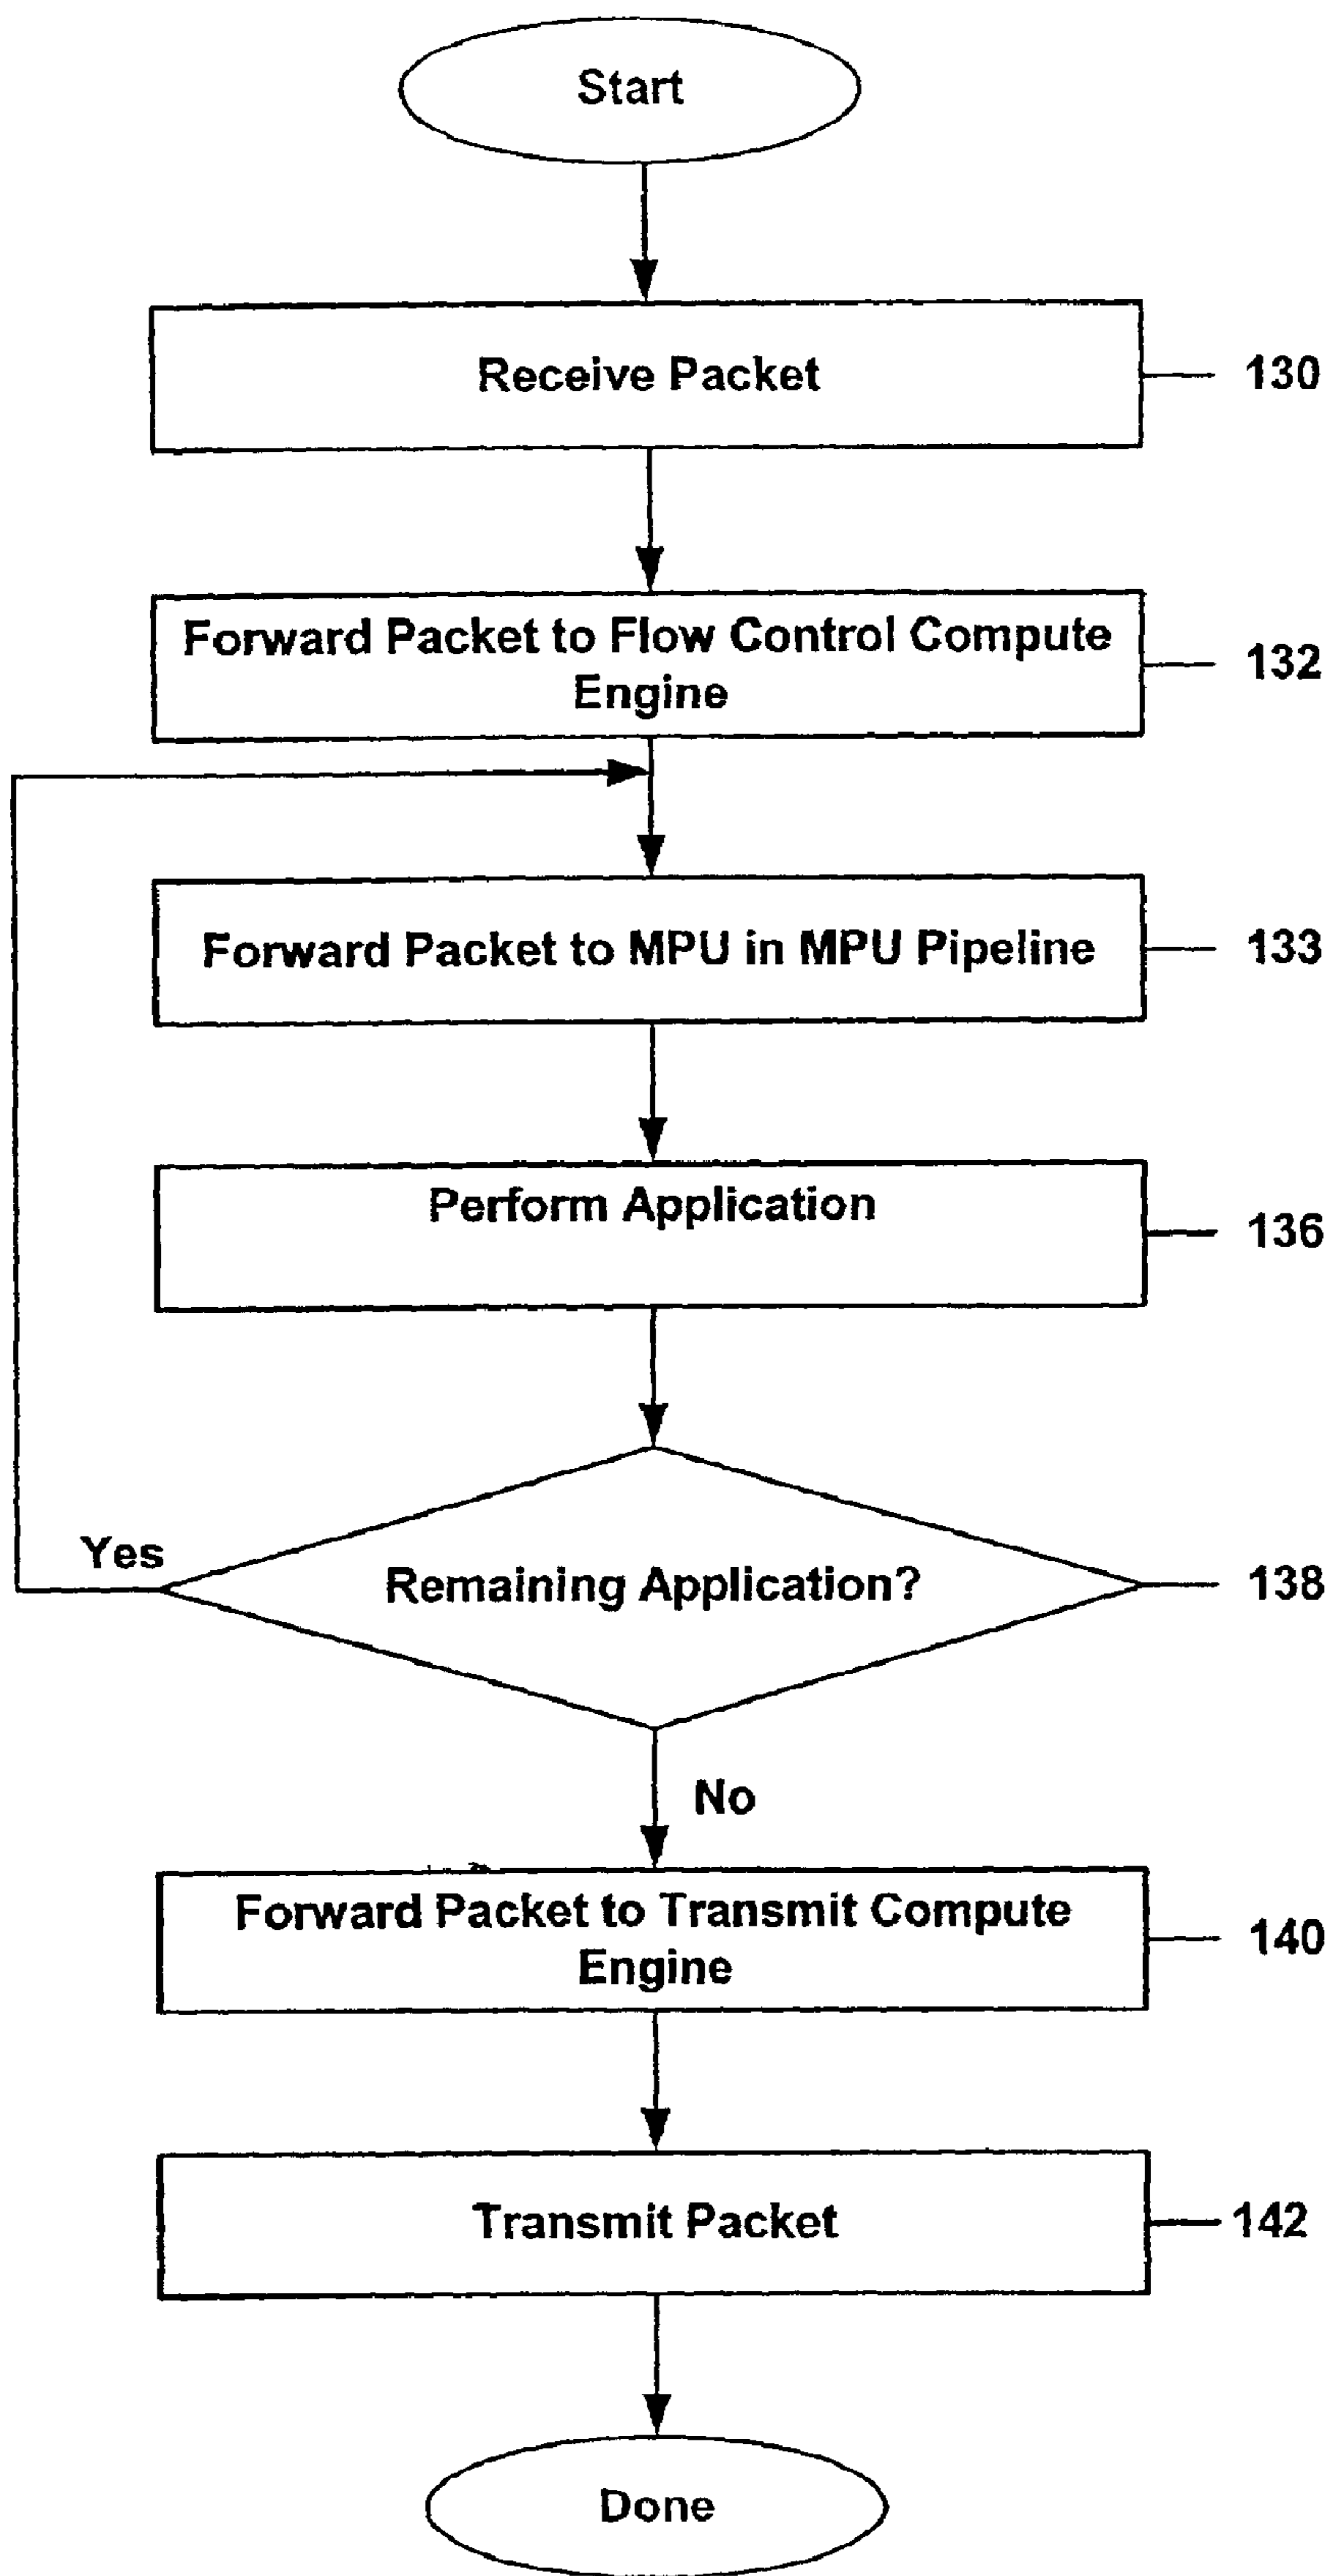 Start
Receive Packet
130
Forward Packet to Flow Control Compute
Engine
132
Forward Packet to MPU in MPU Pipeline
133
Perform Application
136
Yes
Remaining Application?
138
No
Forward Packet to Transmit Compute
Engine
140
Transmit Packet
142
Done